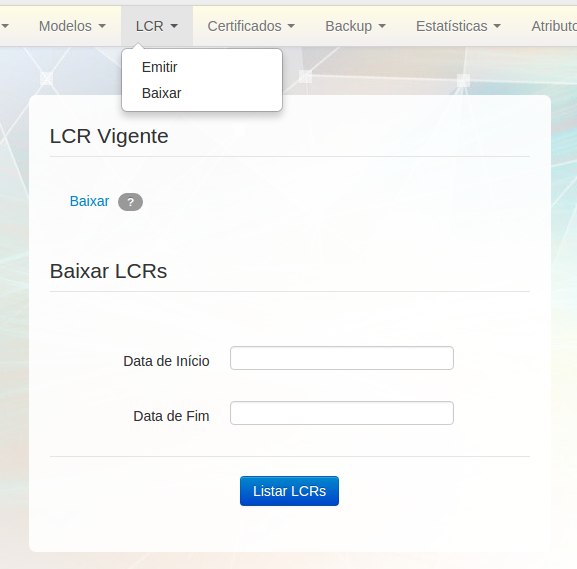 Modelos LCR Certificados Backup Estatísticas Atributo
Emitir
Baixar
LCR Vigente
Baixar ?
Baixar LCRs
Data de Início
Data de Fim
Listar LCRs